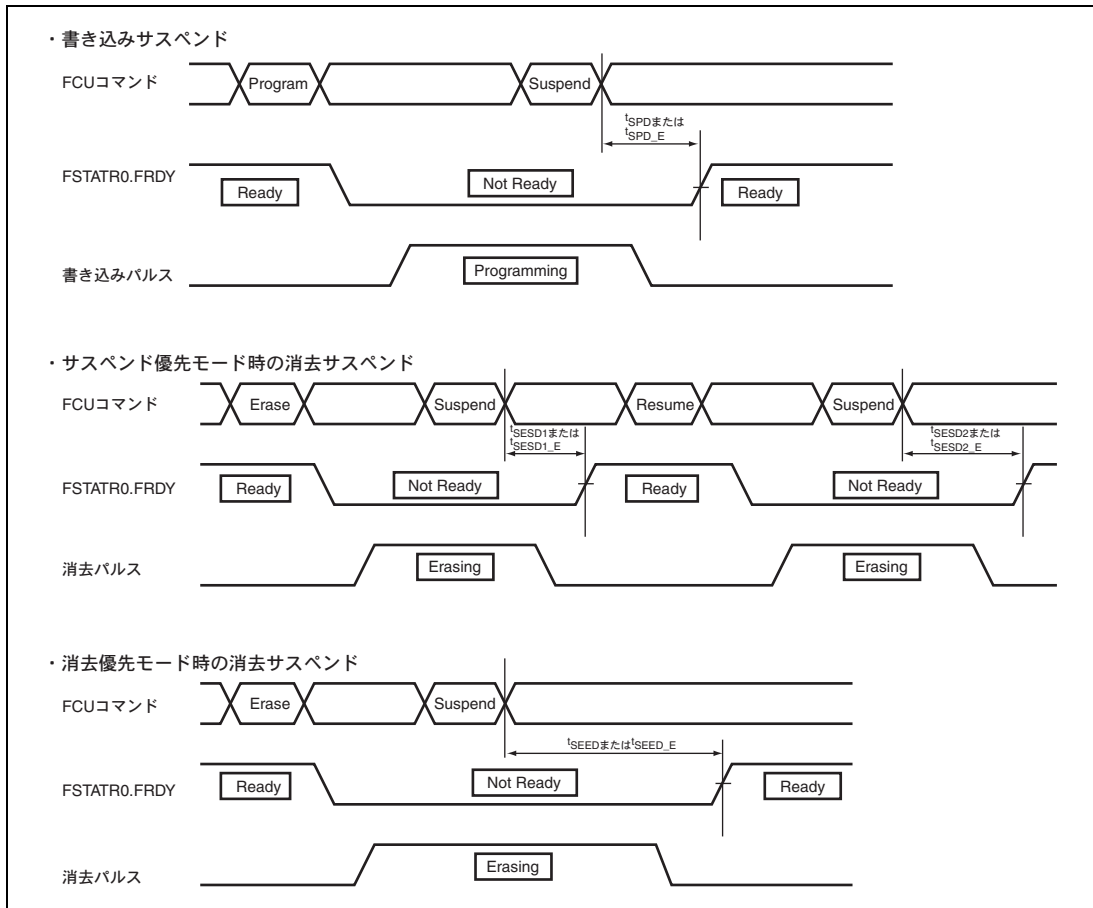 ・書き込みサスペンド
FCUコマンド
Program
Suspend
tSPDまたは
tSPD_E
FSTATR0.FRDY
Ready
Not Ready
Ready
書き込みパルス
Programming
・サスペンド優先モード時の消去サスペンド
FCUコマンド
Erase
Suspend
Resume
Suspend
tSESD1または
tSESD1_E
tSESD2または
tSESD2_E
FSTATR0.FRDY
Ready
Not Ready
Ready
Not Ready
消去パルス
Erasing
Erasing
・消去優先モード時の消去サスペンド
FCUコマンド
Erase
Suspend
tSEEDまたはtSEED_E
FSTATR0.FRDY
Ready
Not Ready
Ready
消去パルス
Erasing